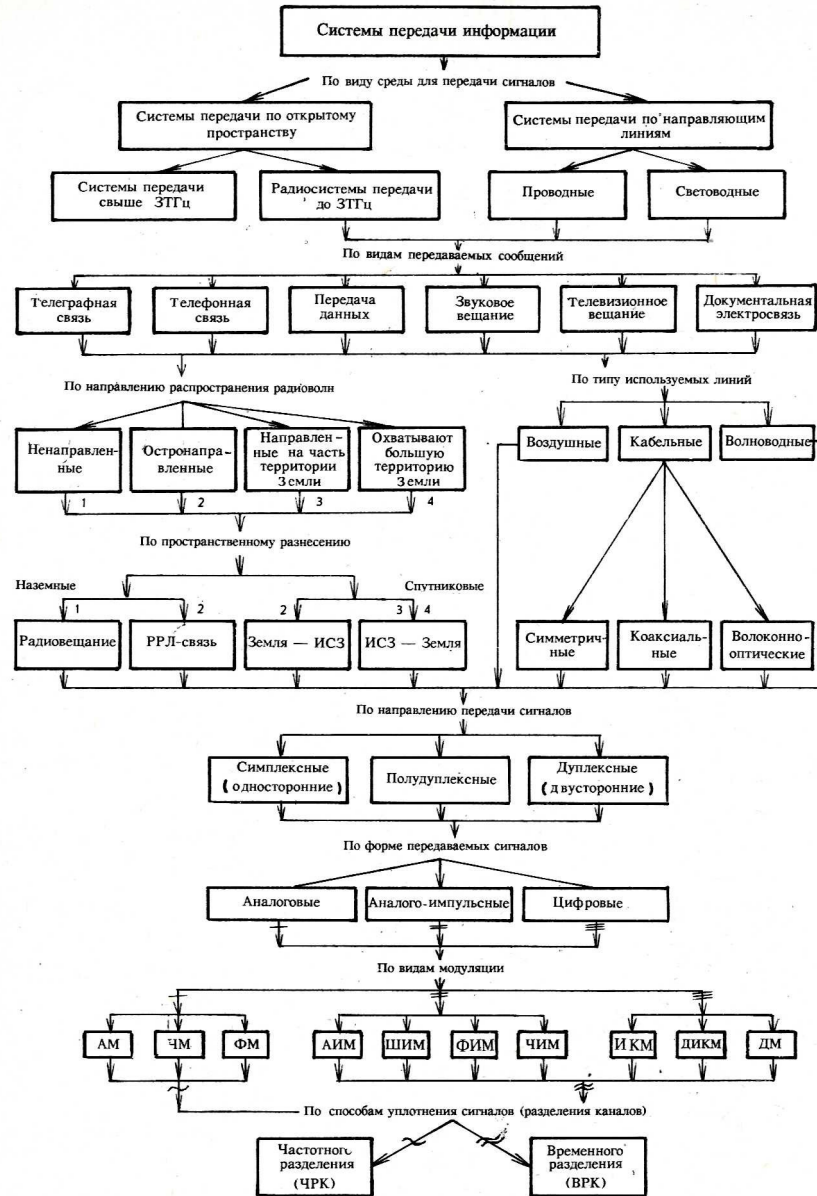 Системы передачи информации
По виду среды для передачи сигналов
Системы передачи по открытому
пространству
Системы передачи по направляющим
линиям
Системы передачи
свыше 3ТГц
Радиосистемы передачи
до 3ТГц
Проводные
Световодные
По видам передаваемых сообщений
Телеграфная
связь
Телефонная
связь
Передача
данных
Звуковое
вещание
Телевизионное
вещание
Документальная
электросвязь
По направлению распространения радиоволн
По типу используемых линий
Ненаправлен-
ные
Остронапра-
вленные
Направлен-
ные на часть
территории
Земли
Охватывают
большую
территорию
Земли
Воздушные
Кабельные
Волноводные
1
2
3
4
По пространственному разнесению
Наземные
Спутниковые
1
2
2
3
4
Радиовещание
РРЛ-связь
Земля — ИСЗ
ИСЗ — Земля
Симметрич-
ные
Коаксиаль-
ные
Волоконно-
оптические
По направлению передачи сигналов
Симплексные
(односторонние)
Полудуплексные
Дуплексные
(двусторонние)
По форме передаваемых сигналов
Аналоговые
Аналого-импульсные
Цифровые
По видам модуляции
АМ
ЧМ
ФМ
АИМ
ШИМ
ФИМ
ЧИМ
ИКМ
ДИКМ
ДМ
По способам уплотнения сигналов (разделения каналов)
Частотного
разделения
(ЧРК)
Временного
разделения
(ВРК)